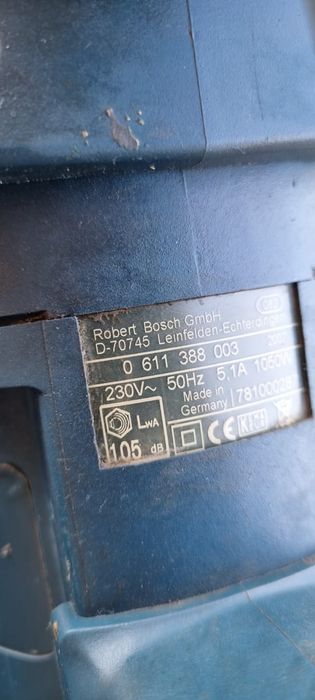 Robert Bosch GmbH
D-70745 Leinfelden-Echterdingen
0 611 388 003
230V~ 50Hz 5,1A 1050W
Made in
Germany
LWA
105 dB
CE